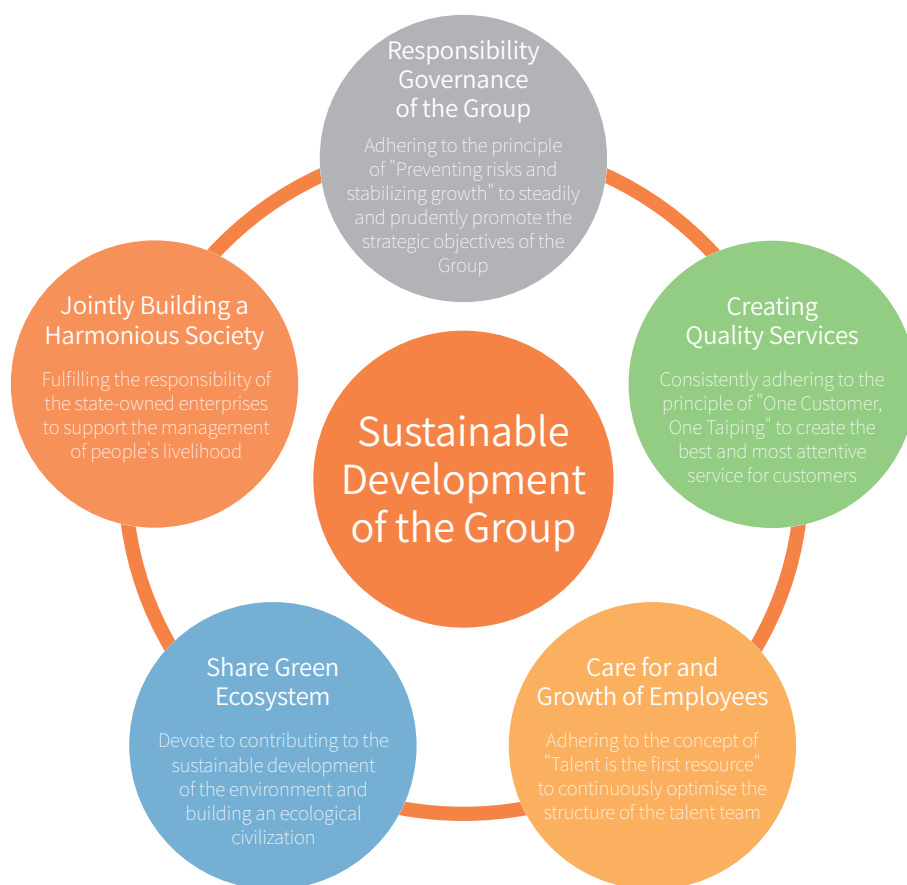 Responsibility
Governance
of the Group
Adhering to the principle
of "Preventing risks and
stabilizing growth" to steadily
and prudently promote the
strategic objectives of the
Group
Jointly Building a
Harmonious Society
Fulfilling the responsibility of
the state-owned enterprises
to support the management
of people's livelihood
Creating
Quality Services
Consistently adhering to the
principle of "One Customer,
One Taiping" to create the
best and most attentive
service for customers
Sustainable
Development
of the Group
Share Green
Ecosystem
Devote to contributing to the
sustainable development
of the environment and
building an ecological
civilization
Care for and
Growth of Employees
Adhering to the concept of
"Talent is the first resource"
to continuously optimise the
structure of the talent team